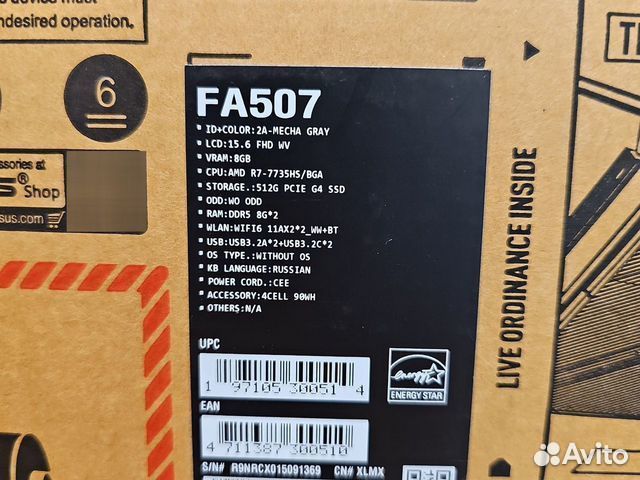 ndesired operation.
6
ssories at
S® Shop
sus.com
FA507
ID+COLOR:2A-MECHA GRAY
LCD:15.6 FHD WV
VRAM:8GB
CPU:AMD R7-7735HS/BGA
STORAGE.:512G PCIE G4 SSD
ODD:WO ODD
RAM:DDR5 8G*2
WLAN:WIFI6 11AX2*2_WW+BT
USB:USB3.2A*2+USB3.2C*2
OS TYPE.:WITHOUT OS
KB LANGUAGE:RUSSIAN
POWER CORD.:CEE
ACCESSORY:4CELL 90WH
OTHERS:N/A
UPC
1 97105 30051 4
energy
ENERGY STAR
EAN
4 711387 300510
S/N# R9NRCX015091369 CN# XLMX
LIVE ORDINANCE INSIDE
Avito